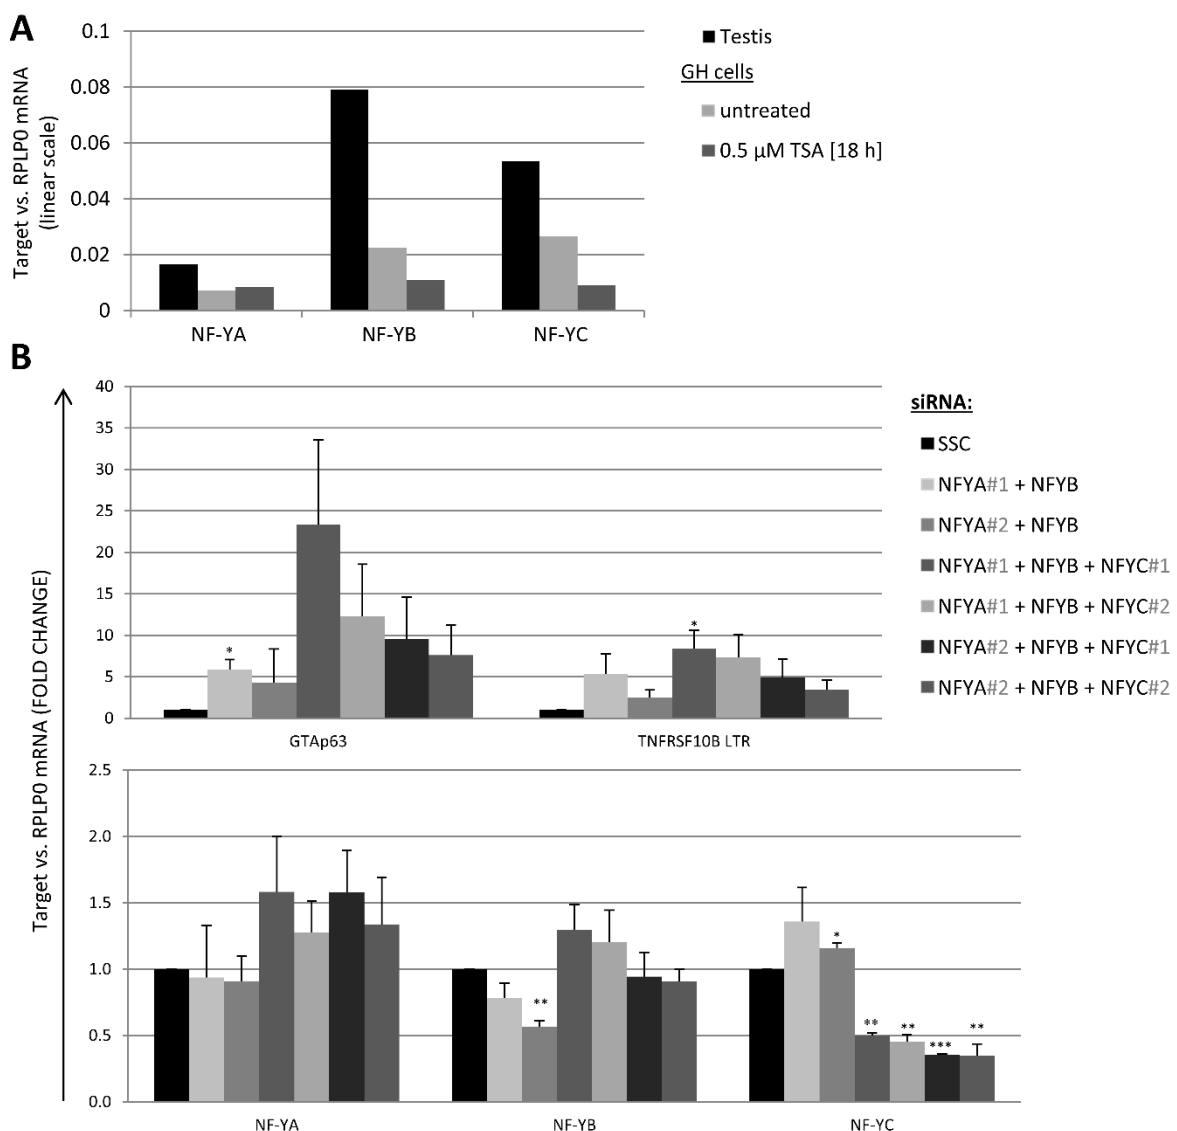 A
Target vs. RPLP0 mRNA
(linear scale)
0.1
0.08
0.06
0.04
0.02
0
NF-YA
NF-YB
NF-YC
Testis
GH cells
untreated
0.5 µM TSA [18 h]
B
Target vs. RPLP0 mRNA (FOLD CHANGE)
40
35
30
25
20
15
10
5
0
*
*
GTAp63
TNFRSF10B LTR
siRNA:
SSC
NFYA#1 + NFYB
NFYA#2 + NFYB
NFYA#1 + NFYB + NFYC#1
NFYA#1 + NFYB + NFYC#2
NFYA#2 + NFYB + NFYC#1
NFYA#2 + NFYB + NFYC#2
2.5
2.0
1.5
1.0
0.5
0.0
**
*
**
**
***
**
NF-YA
NF-YB
NF-YC